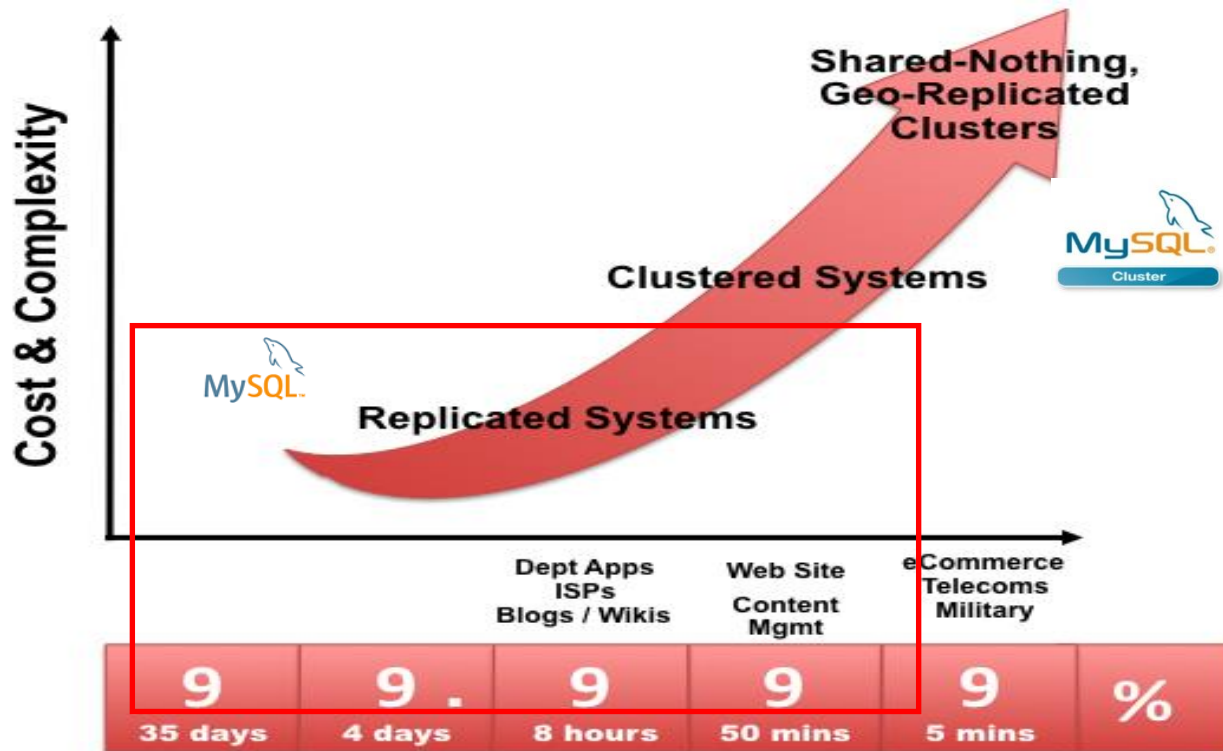 Cost & Complexity
Shared-Nothing,
Geo-Replicated
Clusters
MySQL®
Cluster
Clustered Systems
MySQL™
Replicated Systems
Dept Apps
ISPs
Blogs / Wikis
Web Site
Content
Mgmt
eCommerce
Telecoms
Military
9 9 . 9 9 9 %
35 days 4 days 8 hours 50 mins 5 mins